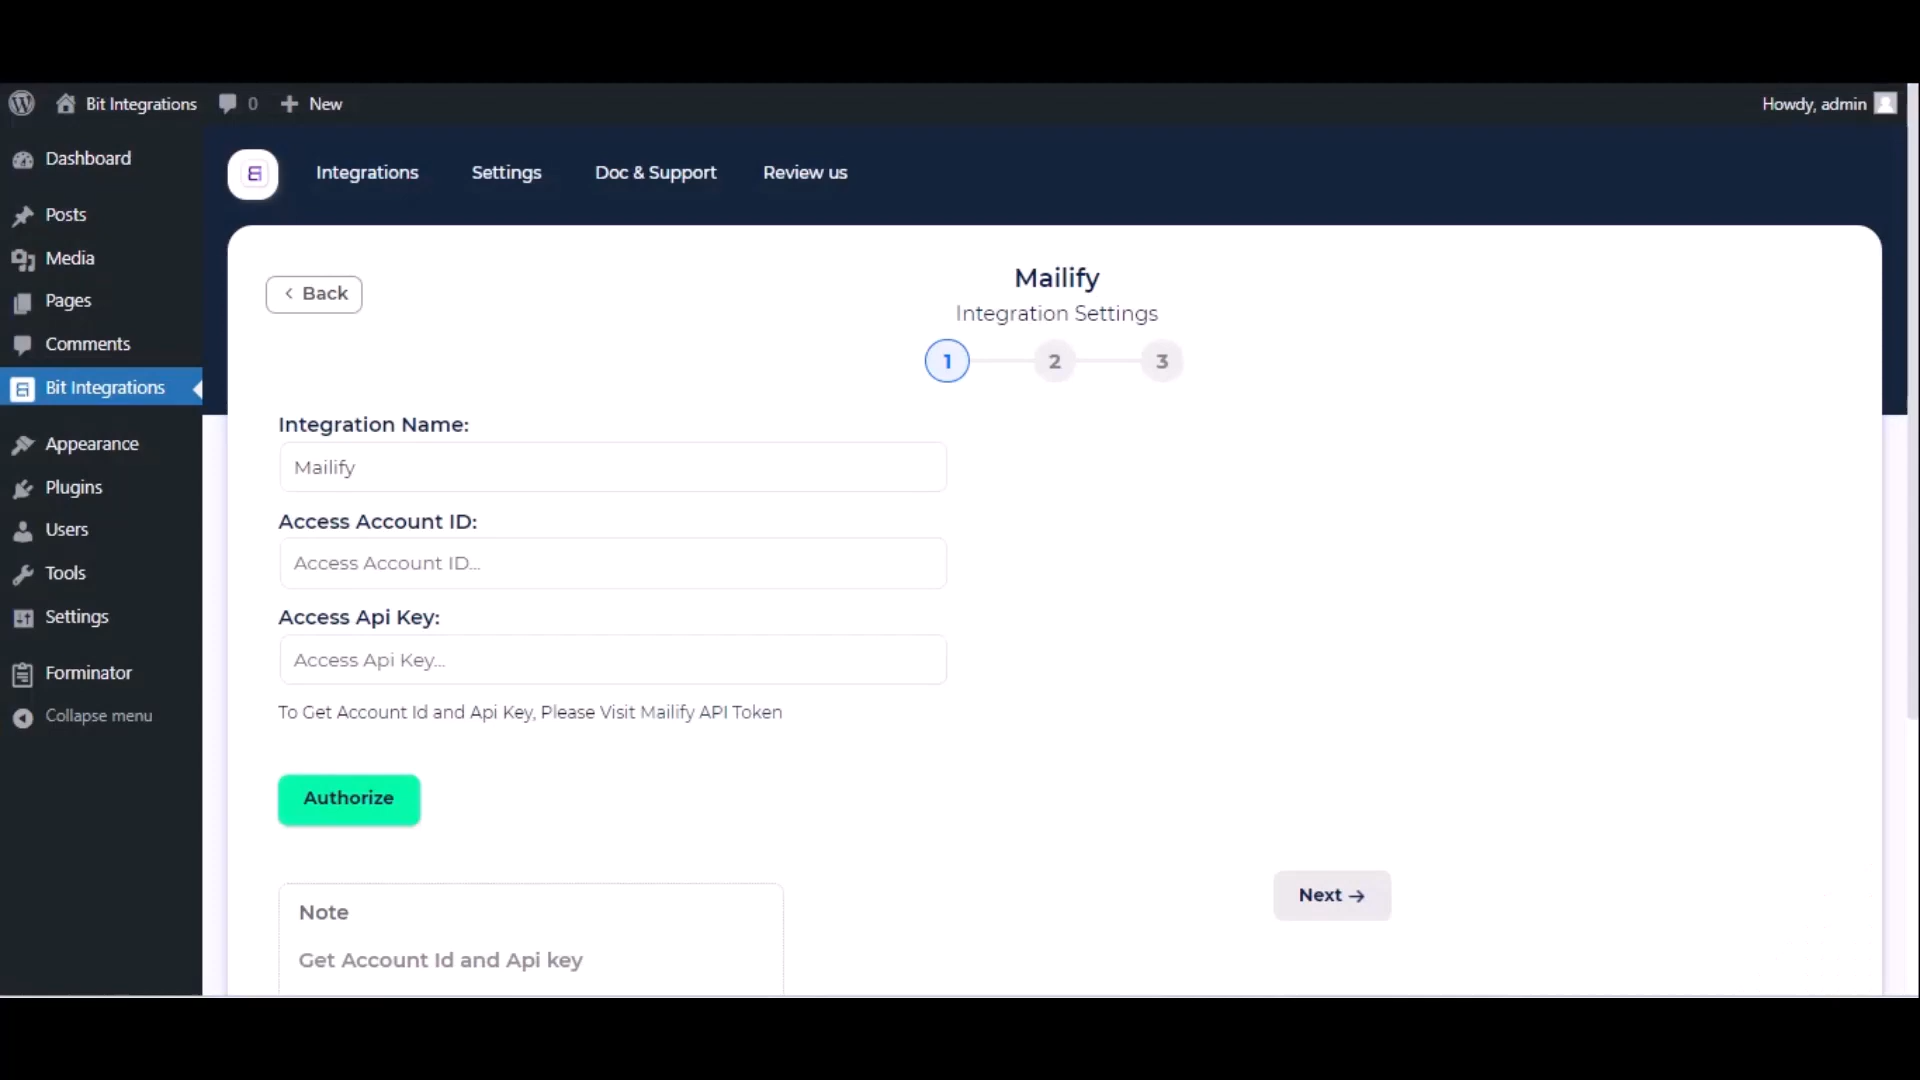 Bit Integrations 0 New Howdy, admin
Dashboard
Posts
Media
Pages
Comments
Bit Integrations
Appearance
Plugins
Users
Tools
Settings
Forminator
Collapse menu
Integrations Settings Doc & Support Review us
Back
Mailify
Integration Settings
1 2 3
Integration Name:
Mailify
Access Account ID:
Access Account ID...
Access Api Key:
Access Api Key...
To Get Account Id and Api Key, Please Visit Mailify API Token
Authorize
Next →
Note
Get Account Id and Api key